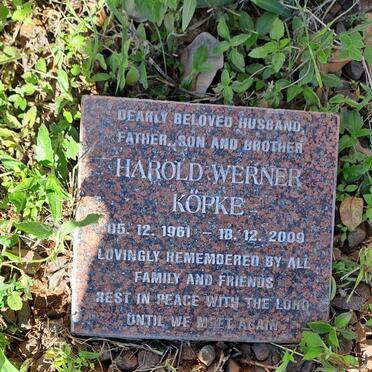 DEARLY BELOVED HUSBAND,
FATHER, SON AND BROTHER
HAROLD WERNER
KÖPKE
05. 12. 1961 – 18. 12. 2009
LOVINGLY REMEMBERED BY ALL
FAMILY AND FRIENDS
REST IN PEACE WITH THE LORD
UNTIL WE MEET AGAIN